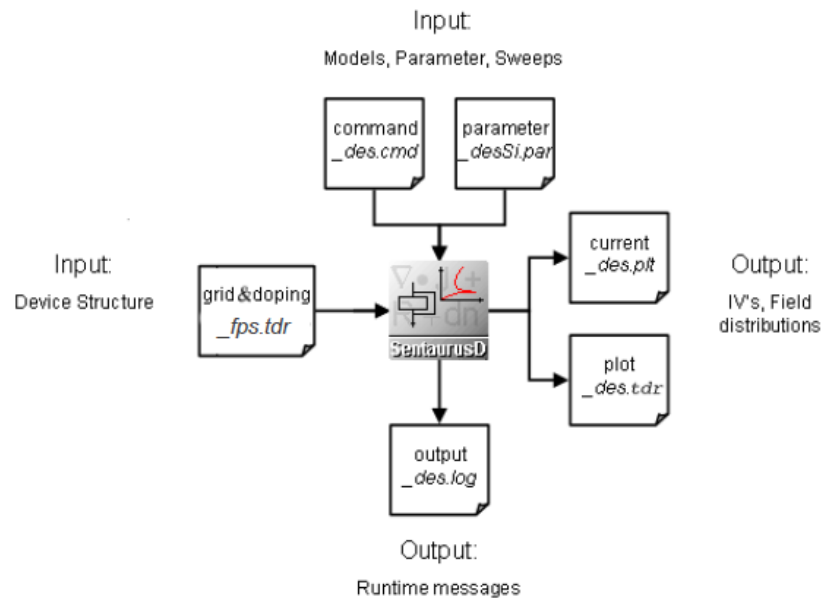 Input:
Models, Parameter, Sweeps
command
_des.cmd
parameter
_desSi.par
Input:
Device Structure
grid&doping
_fps.tdr
SentaurusD
current
_des.plt
plot
_des.tdr
Output:
IV's, Field
distributions
output
_des.log
Output:
Runtime messages